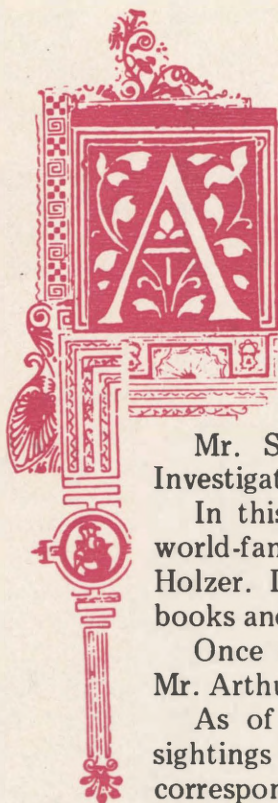 A
Mr. S
Investigat
In this
world-fam
Holzer. I
books and
Once
Mr. Arthu
As of
sightings
correspon